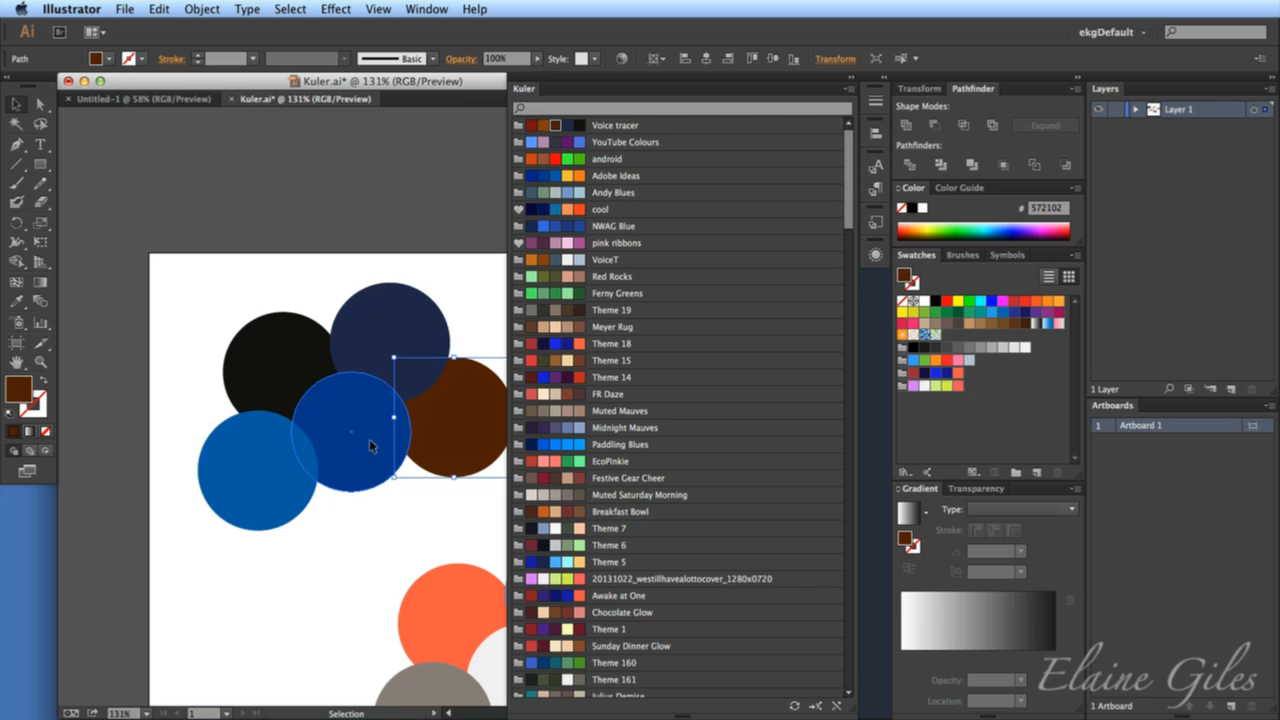 Illustrator File Edit Object Type Select Effect View Window Help
Ai Br ekgDefault
Path Stroke: Basic Opacity: 100% Style: Transform
Kuler.ai* @ 131% (RGB/Preview)
Untitled-1 @ 58% (RGB/Preview) Kuler.ai* @ 131% (RGB/Preview)
Kuler
Voice tracer
YouTube Colours
android
Adobe Ideas
Andy Blues
cool
NWAG Blue
pink ribbons
VoiceT
Red Rocks
Ferny Greens
Theme 19
Meyer Rug
Theme 18
Theme 15
Theme 14
FR Daze
Muted Mauves
Midnight Mauves
Paddling Blues
EcoPinkie
Festive Gear Cheer
Muted Saturday Morning
Breakfast Bowl
Theme 7
Theme 6
Theme 5
20131022_westillhavealottocover_1280x0720
Awake at One
Chocolate Glow
Theme 1
Sunday Dinner Glow
Theme 160
Theme 161
Julius Demise
Transform Pathfinder
Shape Modes:
Expand
Pathfinders:
Color Color Guide
# 572102
Swatches Brushes Symbols
Gradient Transparency
Type:
Stroke:
Opacity:
Location:
Layers
Layer 1
1 Layer
Artboards
1 Artboard 1
Elaine Giles
1 Artboard
131% 1 Selection